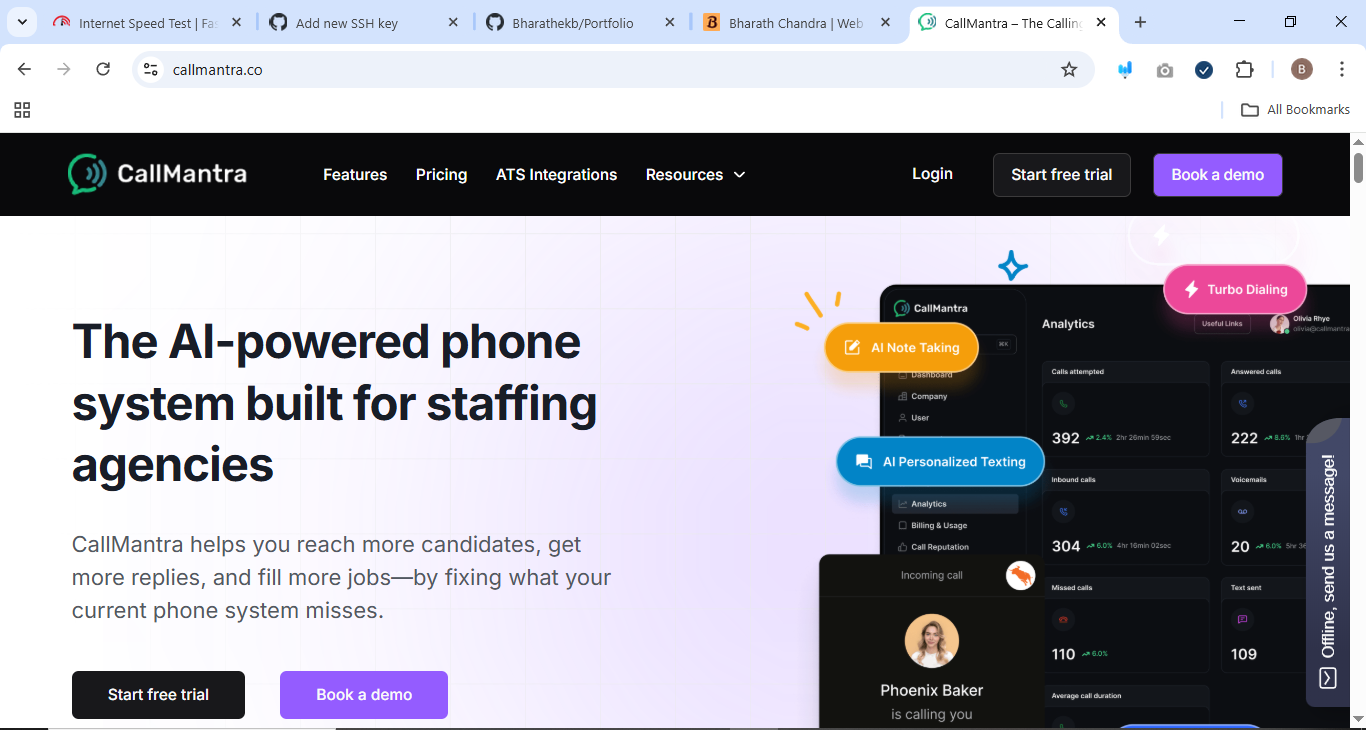 Internet Speed Test | Fas
Add new SSH key
Bharathekb/Portfolio
Bharath Chandra | Web
CallMantra – The Calling
callmantra.co
B
All Bookmarks
CallMantra
Features
Pricing
ATS Integrations
Resources
Login
Start free trial
Book a demo
The AI-powered phone
system built for staffing
agencies
CallMantra helps you reach more candidates, get
more replies, and fill more jobs—by fixing what your
current phone system misses.
Start free trial
Book a demo
Turbo Dialing
CallMantra
Analytics
Useful Links
Olivia Rhye
olivia@callmantra
AI Note Taking
⌘K
Dashboard
Company
User
AI Personalized Texting
Analytics
Billing & Usage
Call Reputation
Calls attempted
392 2.4% 2hr 26min 59sec
Answered calls
222 8.8% 1hr
Inbound calls
304 6.0% 4hr 16min 02sec
Voicemails
20 6.0% 5hr 36
Missed calls
110 6.0%
Text sent
109
Average call duration
Incoming call
Phoenix Baker
is calling you
Offline, send us a message!